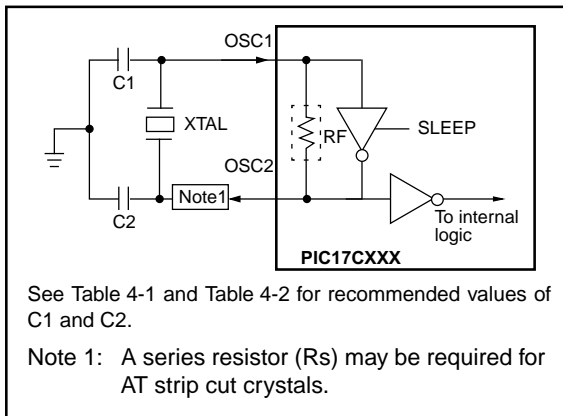 OSC1
C1
XTAL
RF
SLEEP
OSC2
C2
Note1
To internal
logic
PIC17CXXX
See Table 4-1 and Table 4-2 for recommended values of
C1 and C2.
Note 1: A series resistor (Rs) may be required for
AT strip cut crystals.